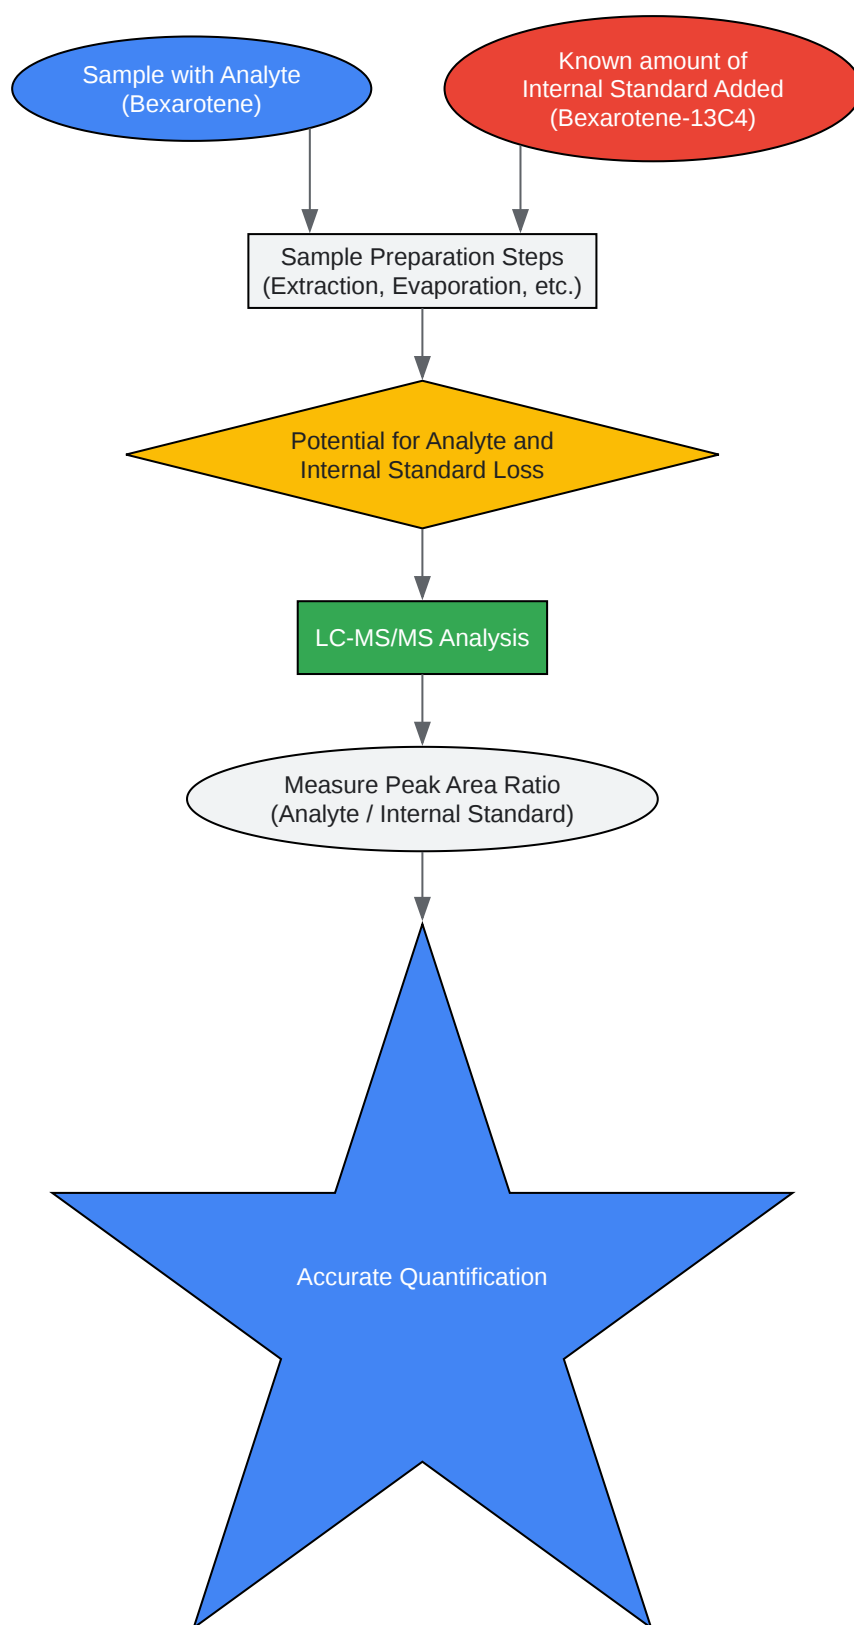 Sample with Analyte
(Bexarotene)
Known amount of
Internal Standard Added
(Bexarotene-13C4)
Sample Preparation Steps
(Extraction, Evaporation, etc.)
Potential for Analyte and
Internal Standard Loss
LC-MS/MS Analysis
Measure Peak Area Ratio
(Analyte / Internal Standard)
Accurate Quantification